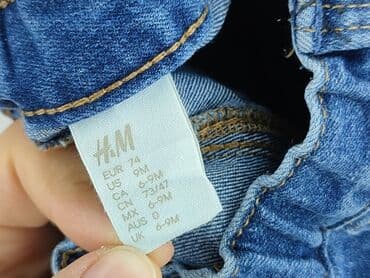 H&M
EUR 74
US 9M
CA 6-9M
CN 73/47
MX 6-9M
AUS 0
UK 6-9M